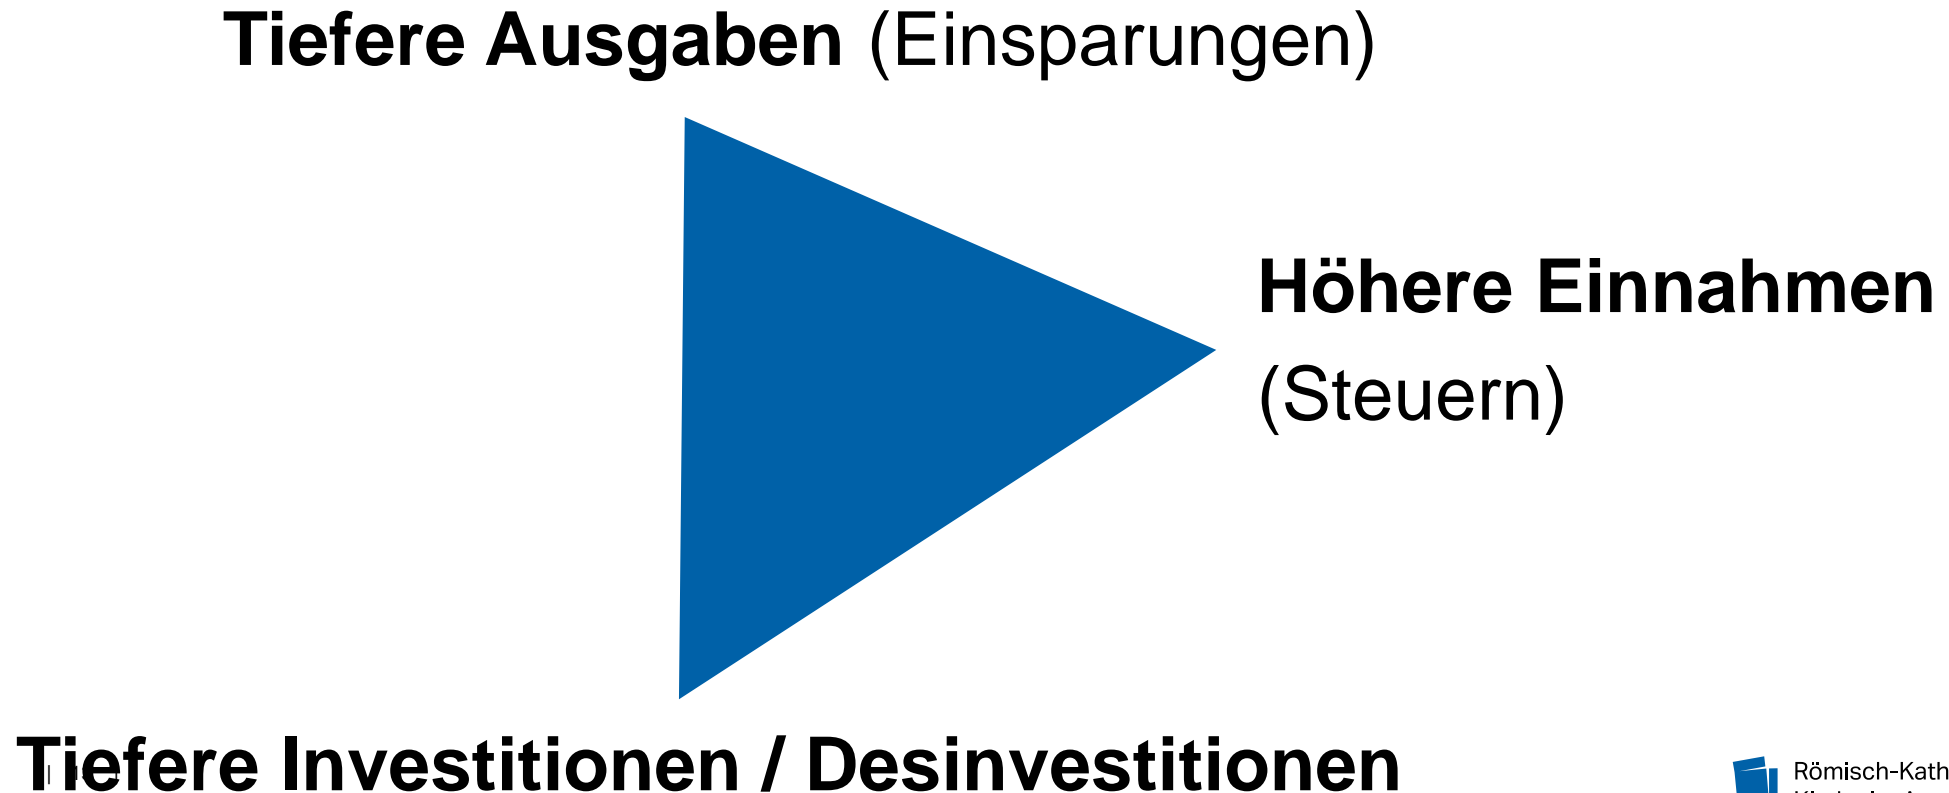 Tiefere Ausgaben (Einsparungen)
Höhere Einnahmen
(Steuern)
Tiefere Investitionen / Desinvestitionen
Römisch-Kath